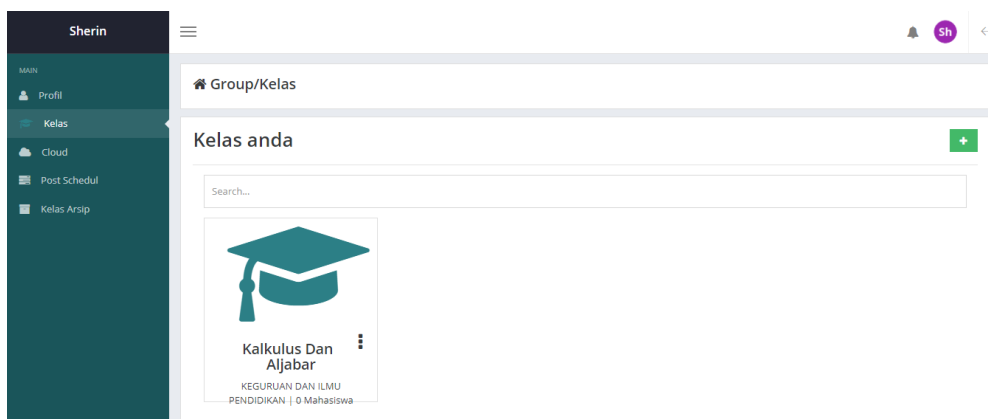 Sherin
Sh
MAIN
Profil
Kelas
Cloud
Post Schedul
Kelas Arsip
Group/Kelas
Kelas anda
Search...
Kalkulus Dan
Aljabar
KEGURUAN DAN ILMU
PENDIDIKAN | 0 Mahasiswa